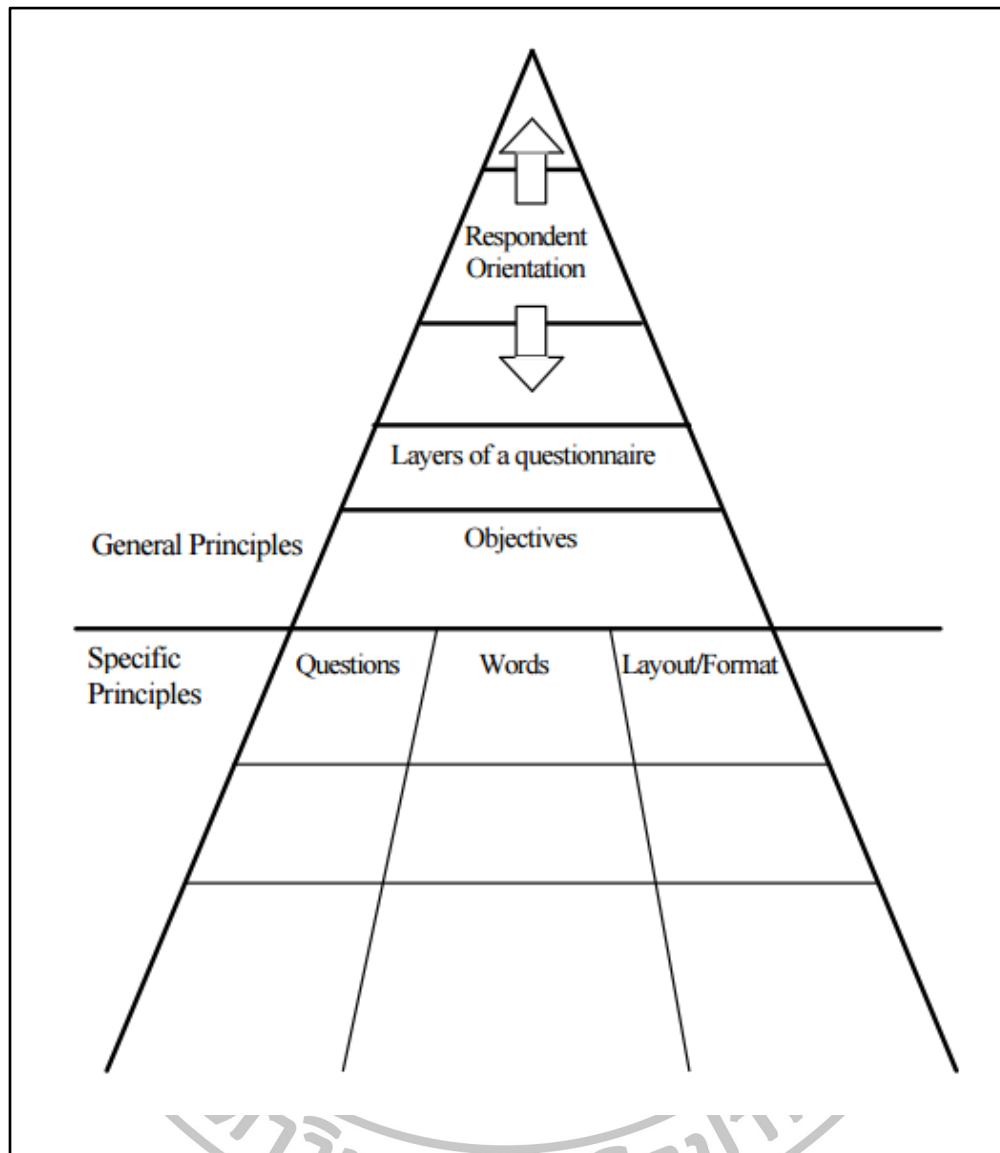 Respondent
Orientation
Layers of a questionnaire
General Principles
Objectives
Specific
Principles
Questions
Words
Layout/Format